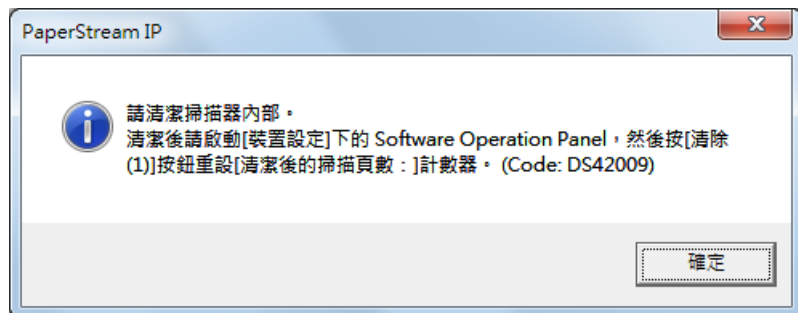 PaperStream IP
請清潔掃描器內部。
清潔後請啟動[裝置設定]下的 Software Operation Panel，然後按[清除
(1)]按鈕重設[清潔後的掃描頁數：]計數器。 (Code: DS42009)
確定